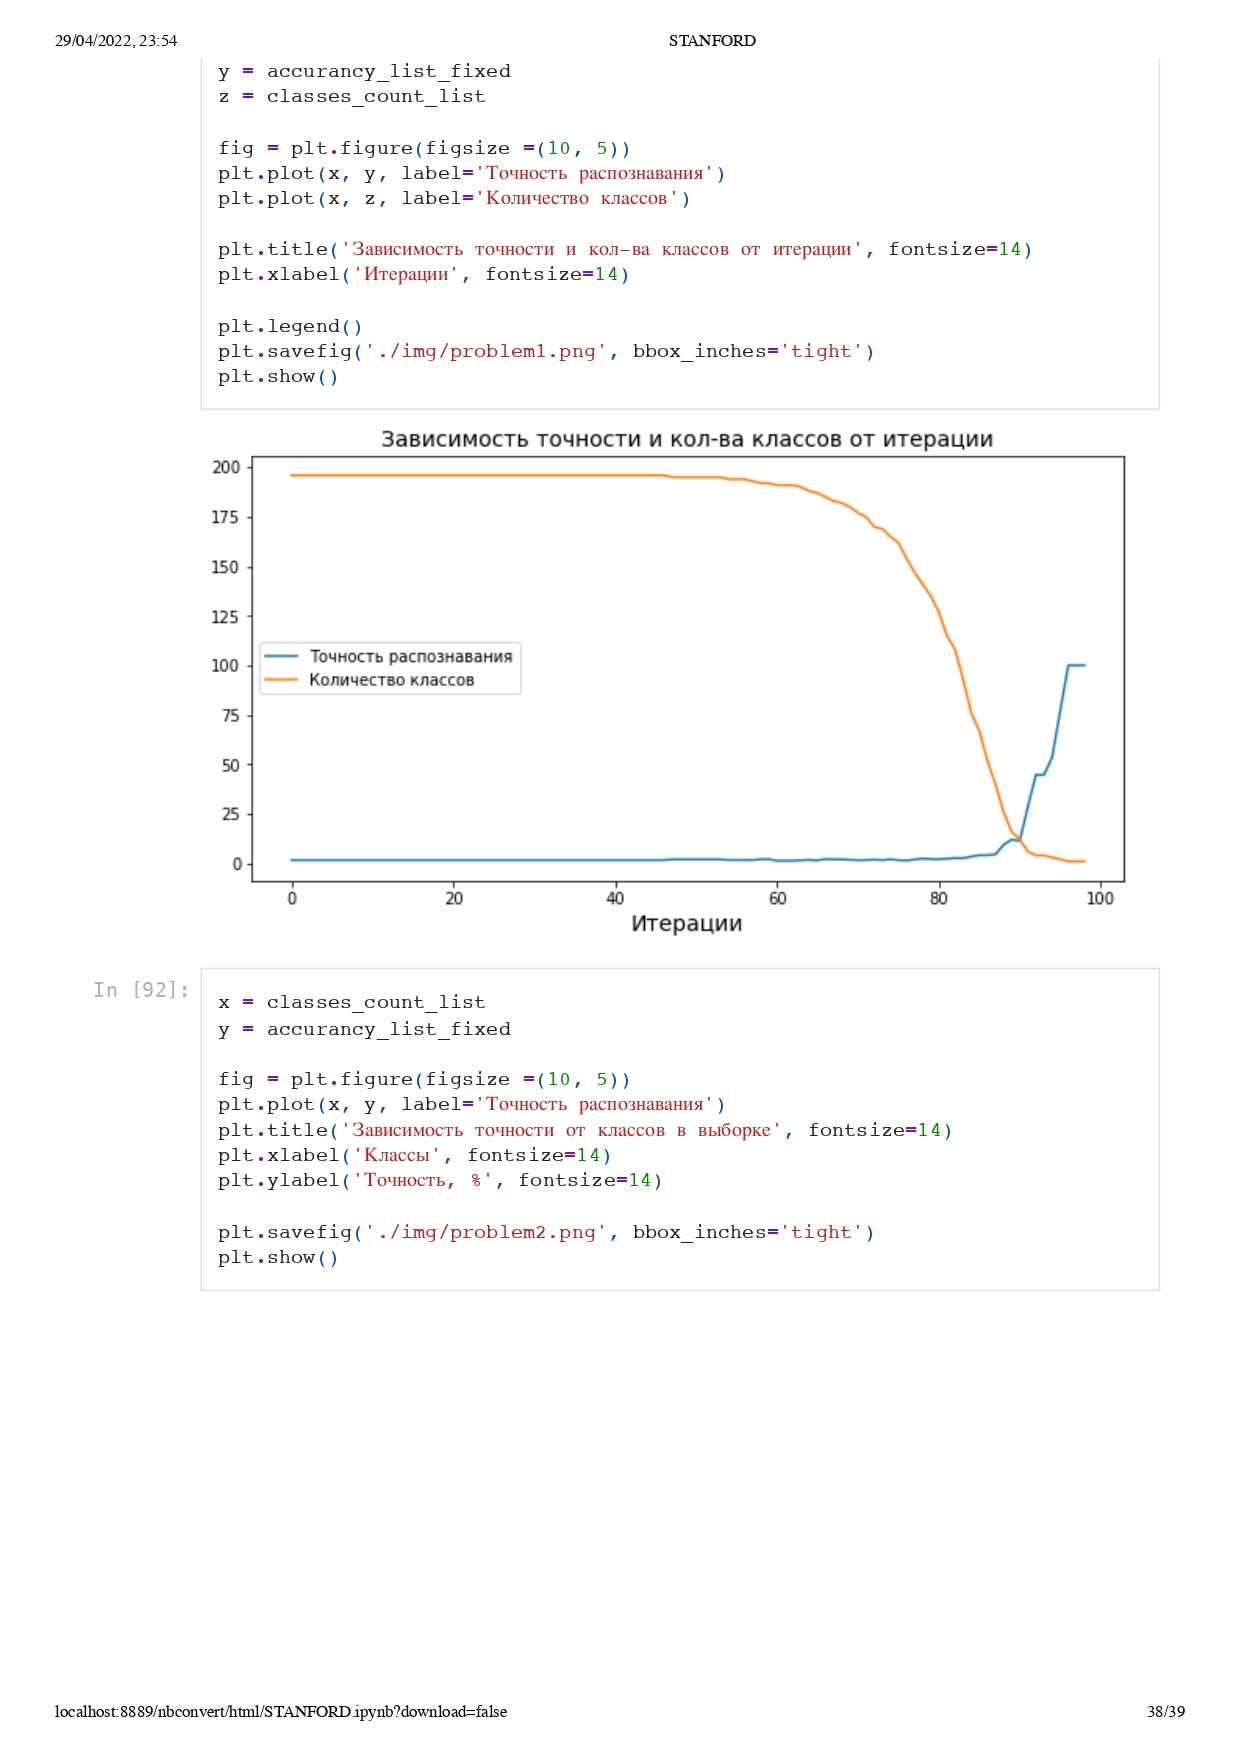 29/04/2022, 23:54 STANFORD
y = accurancy_list_fixed
z = classes_count_list
fig = plt.figure(figsize =(10, 5))
plt.plot(x, y, label='Точность распознавания')
plt.plot(x, z, label='Количество классов')
plt.title('Зависимость точности и кол-ва классов от итерации', fontsize=14)
plt.xlabel('Итерации', fontsize=14)
plt.legend()
plt.savefig('./img/problem1.png', bbox_inches='tight')
plt.show()
Зависимость точности и кол-ва классов от итерации
200
175
150
125
100
75
50
25
0
Точность распознавания
Количество классов
0 20 40 60 80 100
Итерации
In [92]:
x = classes_count_list
y = accurancy_list_fixed
fig = plt.figure(figsize =(10, 5))
plt.plot(x, y, label='Точность распознавания')
plt.title('Зависимость точности от классов в выборке', fontsize=14)
plt.xlabel('Классы', fontsize=14)
plt.ylabel('Точность, %', fontsize=14)
plt.savefig('./img/problem2.png', bbox_inches='tight')
plt.show()
localhost:8889/nbconvert/html/STANFORD.ipynb?download=false 38/39